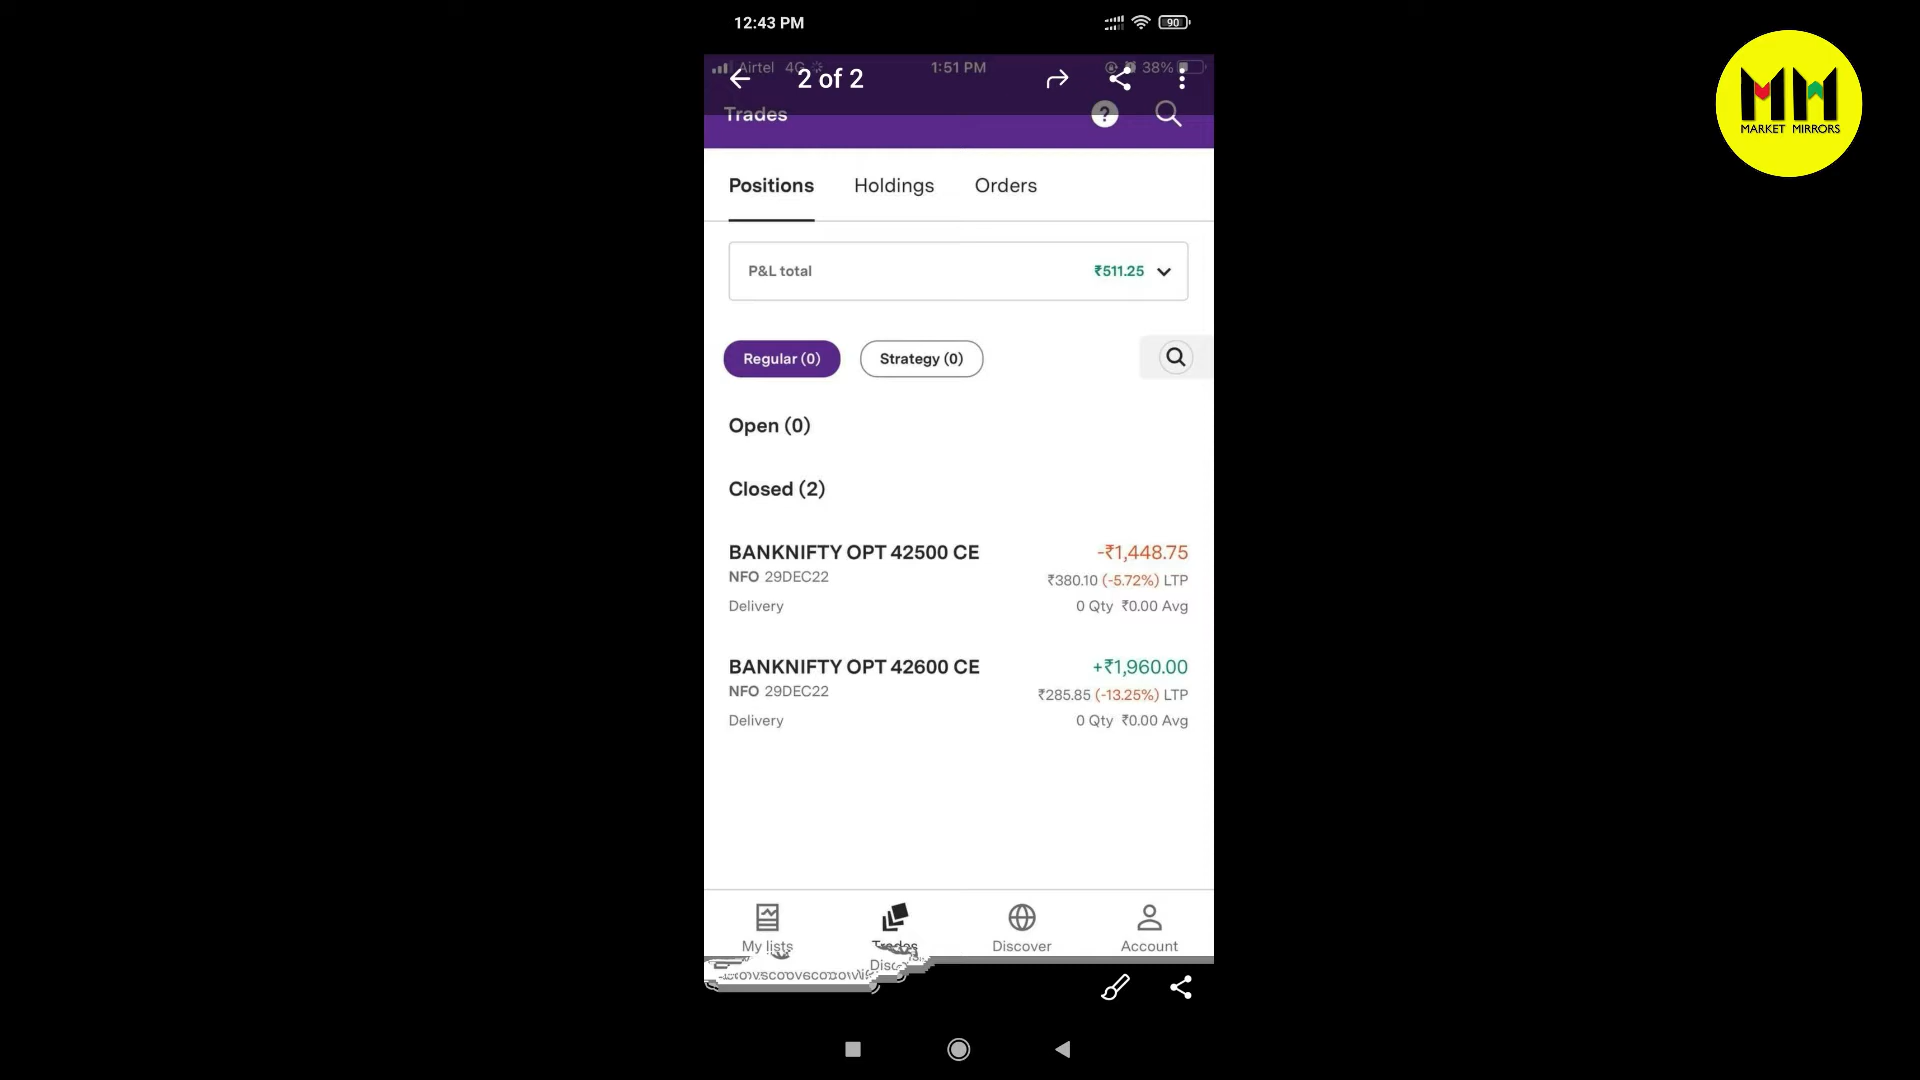 12:43 PM
90
Airtel 4G 1:51 PM 38%
2 of 2
Trades
?
Positions Holdings Orders
P&L total ₹511.25
Regular (0) Strategy (0)
Open (0)
Closed (2)
BANKNIFTY OPT 42500 CE -₹1,448.75
NFO 29DEC22 ₹380.10 (-5.72%) LTP
Delivery 0 Qty ₹0.00 Avg
BANKNIFTY OPT 42600 CE +₹1,960.00
NFO 29DEC22 ₹285.85 (-13.25%) LTP
Delivery 0 Qty ₹0.00 Avg
My lists Trades Discover Account
MM
MARKET MIRRORS